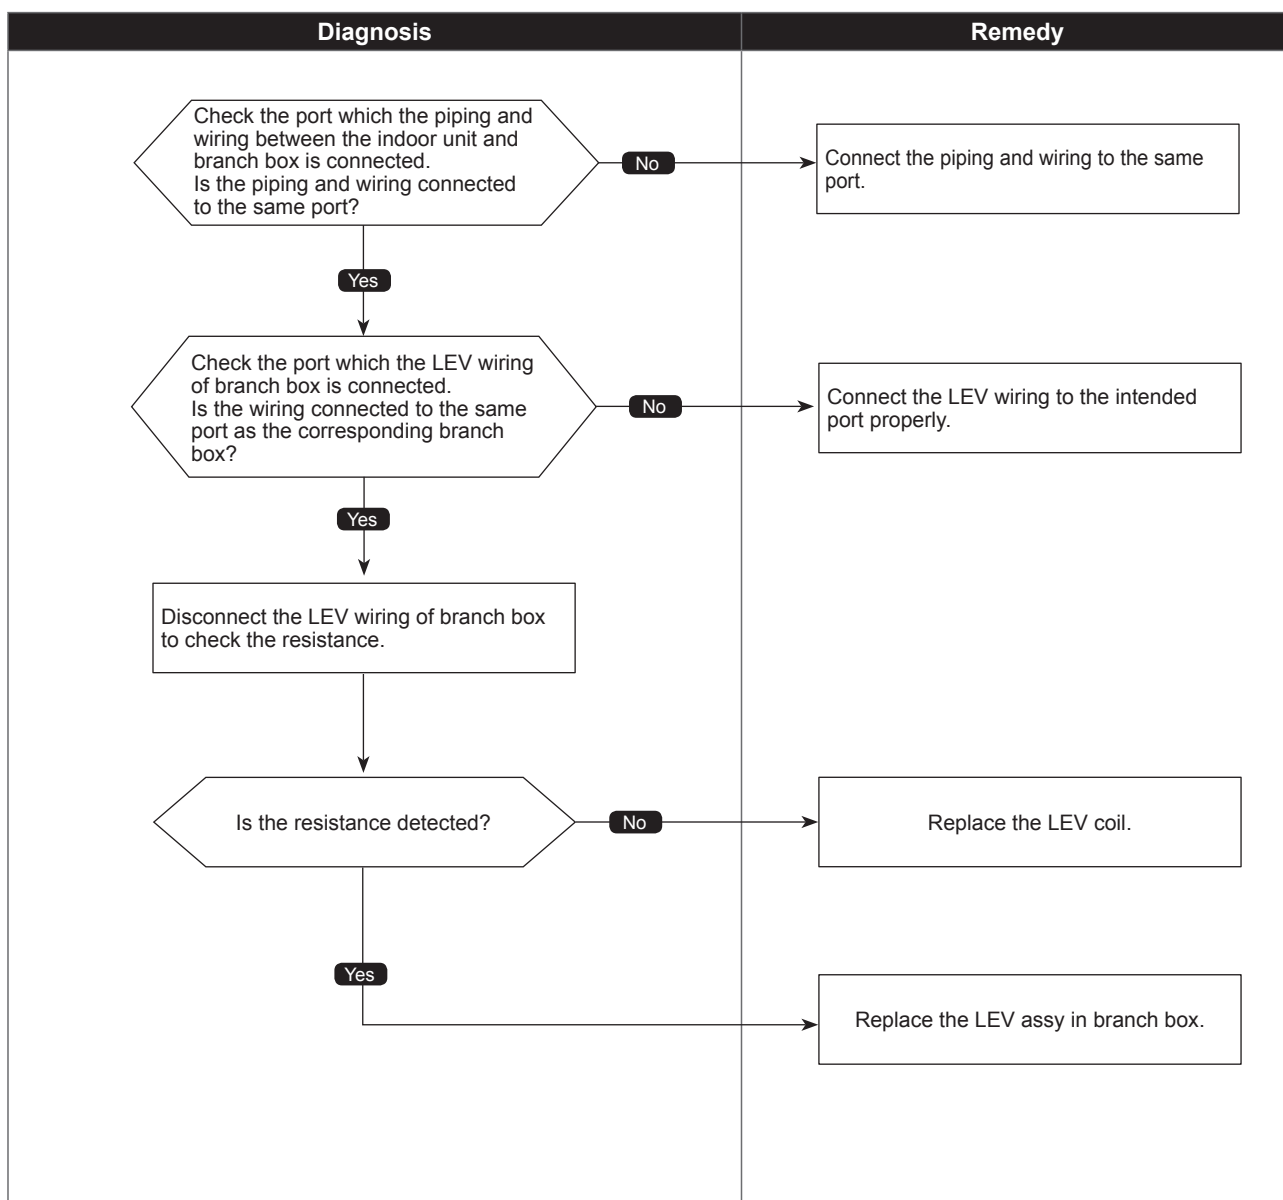 Diagnosis
Remedy
Check the port which the piping and
wiring between the indoor unit and
branch box is connected.
Is the piping and wiring connected
to the same port?
No
Connect the piping and wiring to the same
port.
Yes
Check the port which the LEV wiring
of branch box is connected.
Is the wiring connected to the same
port as the corresponding branch
box?
No
Connect the LEV wiring to the intended
port properly.
Yes
Disconnect the LEV wiring of branch box
to check the resistance.
Is the resistance detected?
No
Replace the LEV coil.
Yes
Replace the LEV assy in branch box.